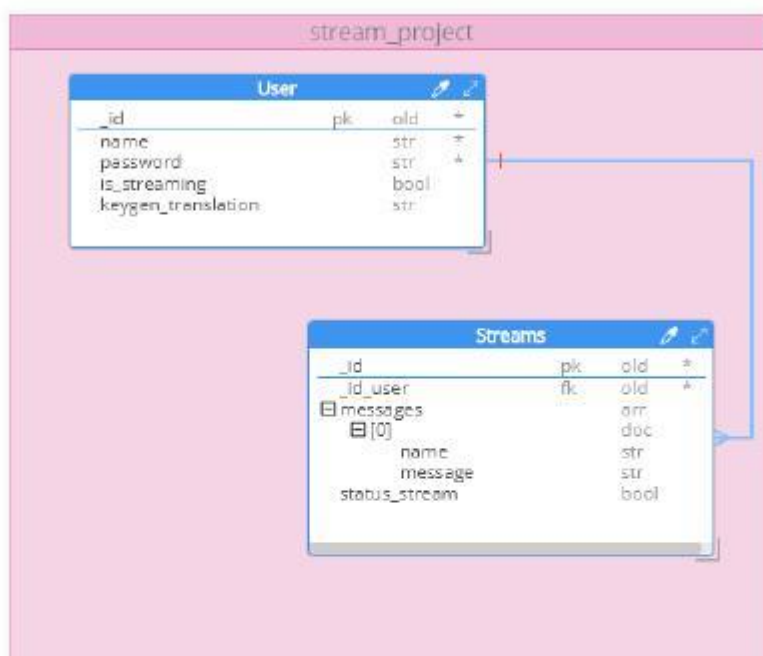 stream_project
User
_id pk oId *
name str *
password str *
is_streaming bool
keygen_translation str
Streams
_id pk oId *
_id_user fk oId *
messages arr
[0] doc
name str
message str
status_stream bool